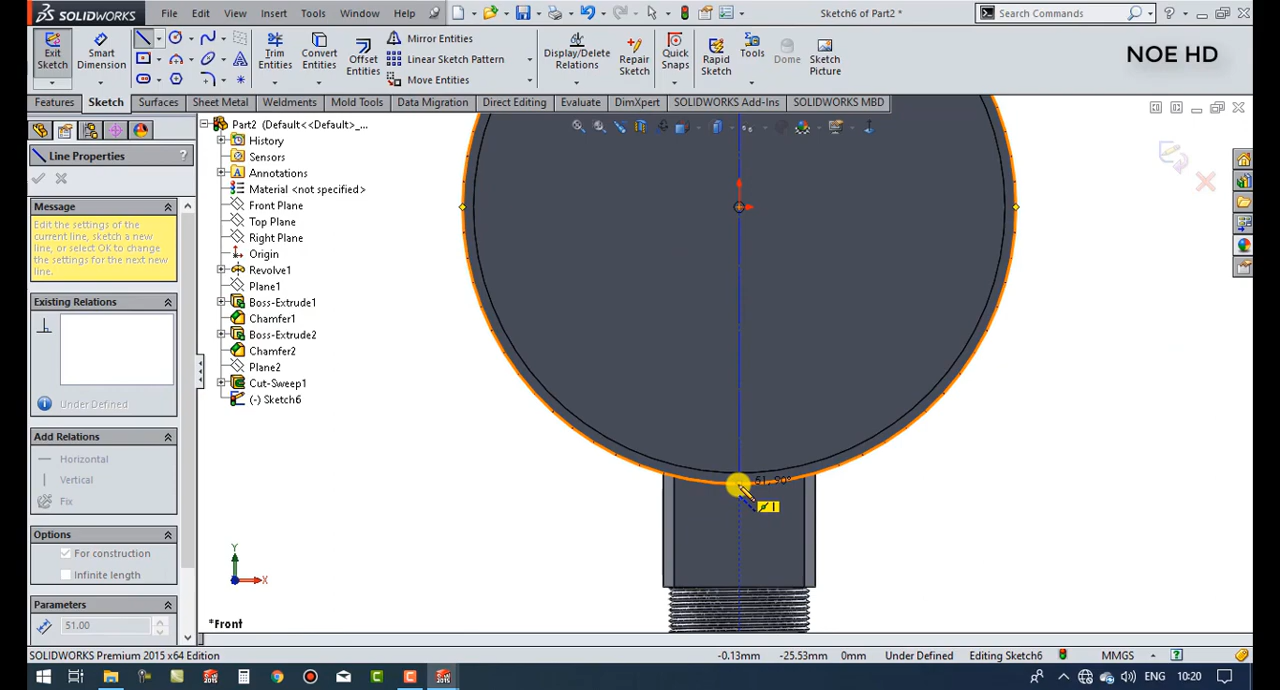 SOLIDWORKS File Edit View Insert Tools Window Help Sketch6 of Part2 * Search Commands
Exit Sketch
Smart Dimension
Trim Entities
Convert Entities
Offset Entities
Mirror Entities
Linear Sketch Pattern
Move Entities
Display/Delete Relations
Repair Sketch
Quick Snaps
Rapid Sketch
Tools
Dome
Sketch Picture
NOE HD
Features Sketch Surfaces Sheet Metal Weldments Mold Tools Data Migration Direct Editing Evaluate DimXpert SOLIDWORKS Add-Ins SOLIDWORKS MBD
Line Properties ?
Message
Edit the settings of the
current line, sketch a new
line, or select OK to change
the settings for the next new
line.
Existing Relations
Under Defined
Add Relations
Horizontal
Vertical
Fix
Options
For construction
Infinite length
Parameters
51.00
Part2 (Default<<Default>_...
History
Sensors
Annotations
Material <not specified>
Front Plane
Top Plane
Right Plane
Origin
Revolve1
Plane1
Boss-Extrude1
Chamfer1
Boss-Extrude2
Chamfer2
Plane2
Cut-Sweep1
(-) Sketch6
51, 90°
Y
X
*Front
SOLIDWORKS Premium 2015 x64 Edition -0.13mm -25.53mm 0mm Under Defined Editing Sketch6 MMGS
ENG 10:20